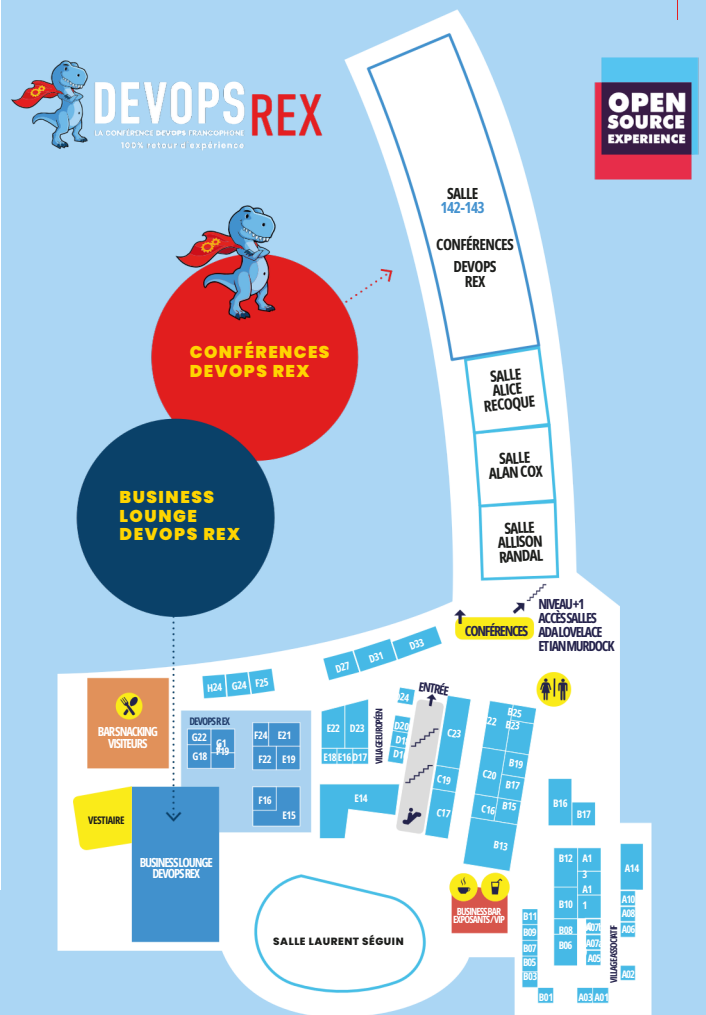 DEVOPS REX
LA CONFÉRENCE DEVOPS FRANCOPHONE
100% retour d'expérience
OPEN
SOURCE
EXPERIENCE
SALLE
142-143
CONFÉRENCES
DEVOPS
REX
CONFÉRENCES
DEVOPS REX
SALLE
ALICE
RECOQUE
SALLE
ALAN COX
BUSINESS
LOUNGE
DEVOPS REX
SALLE
ALLISON
RANDAL
NIVEAU +1
ACCÈS SALLES
ADA LOVELACE
ET IAN MURDOCK
CONFÉRENCES
D27 D31 D33
H24 G24 F25
ENTRÉE
BAR SNACKING
VISITEURS
DEVOPS REX
G22 G1
G18 F19
F24 E21
F22 E19
F16
E15
E22 D23
E18 E16 D17
VILLAGE EUROPÉEN
D24
D20
E14
C23
C19
C17
22
B25
B23
B19
C20
B17
C16 B15
B13
B16
B17
VESTIAIRE
BUSINESS LOUNGE
DEVOPS REX
SALLE LAURENT SÉGUIN
BUSINESS BAR
EXPOSANTS / VIP
B12 A1
3
A1
B10 1
B08
B06
A07A
A05
A14
A10
A08
A06
A02
VILLAGE ASSOCIATIF
B11
B09
B07
B05
B03
B01
A03 A01